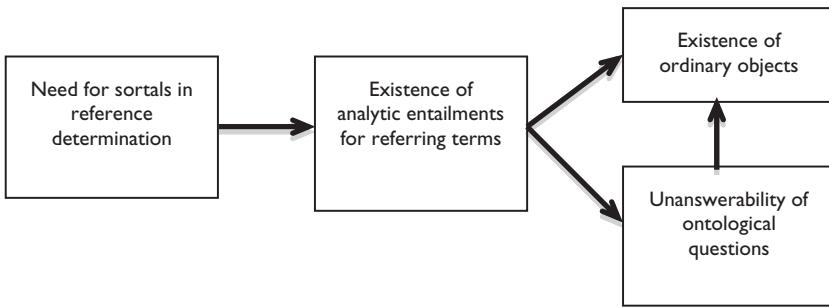 Need for sortals in
reference
determination
Existence of
analytic entailments
for referring terms
Existence of
ordinary objects
Unanswerability of
ontological
questions